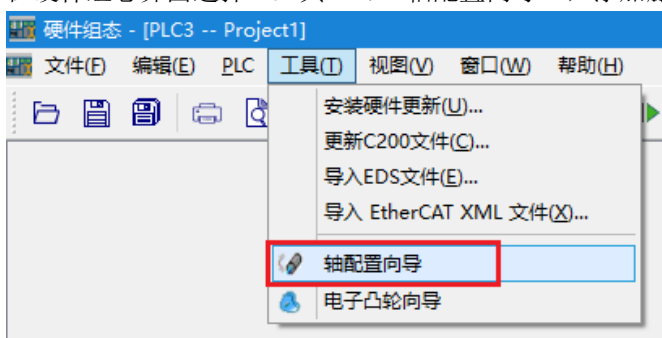 硬件组态 - [PLC3 -- Project1]
文件(F) 编辑(E) PLC 工具(T) 视图(V) 窗口(W) 帮助(H)
安装硬件更新(U)...
更新C200文件(C)...
导入EDS文件(E)...
导入 EtherCAT XML 文件(X)...
轴配置向导
电子凸轮向导